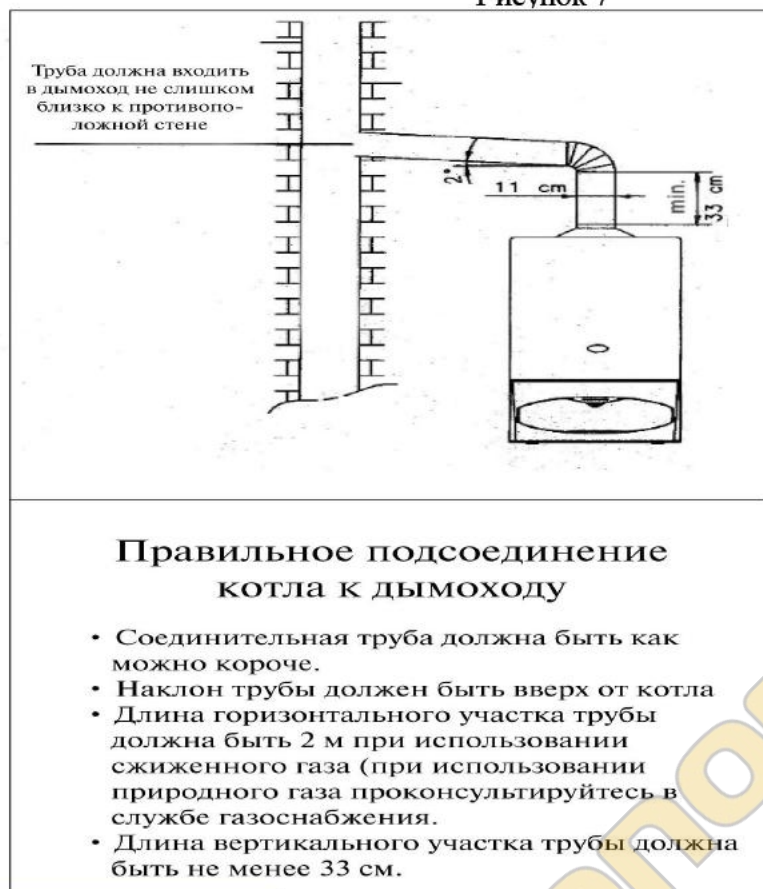 Рисунок 7
Труба должна входить
в дымоход не слишком
близко к противопо-
ложной стене
2°
11 cm
min.
33 cm
Правильное подсоединение
котла к дымоходу
• Соединительная труба должна быть как
можно короче.
• Наклон трубы должен быть вверх от котла
• Длина горизонтального участка трубы
должна быть 2 м при использовании
сжиженного газа (при использовании
природного газа проконсультируйтесь в
службе газоснабжения.
• Длина вертикального участка трубы должна
быть не менее 33 см.